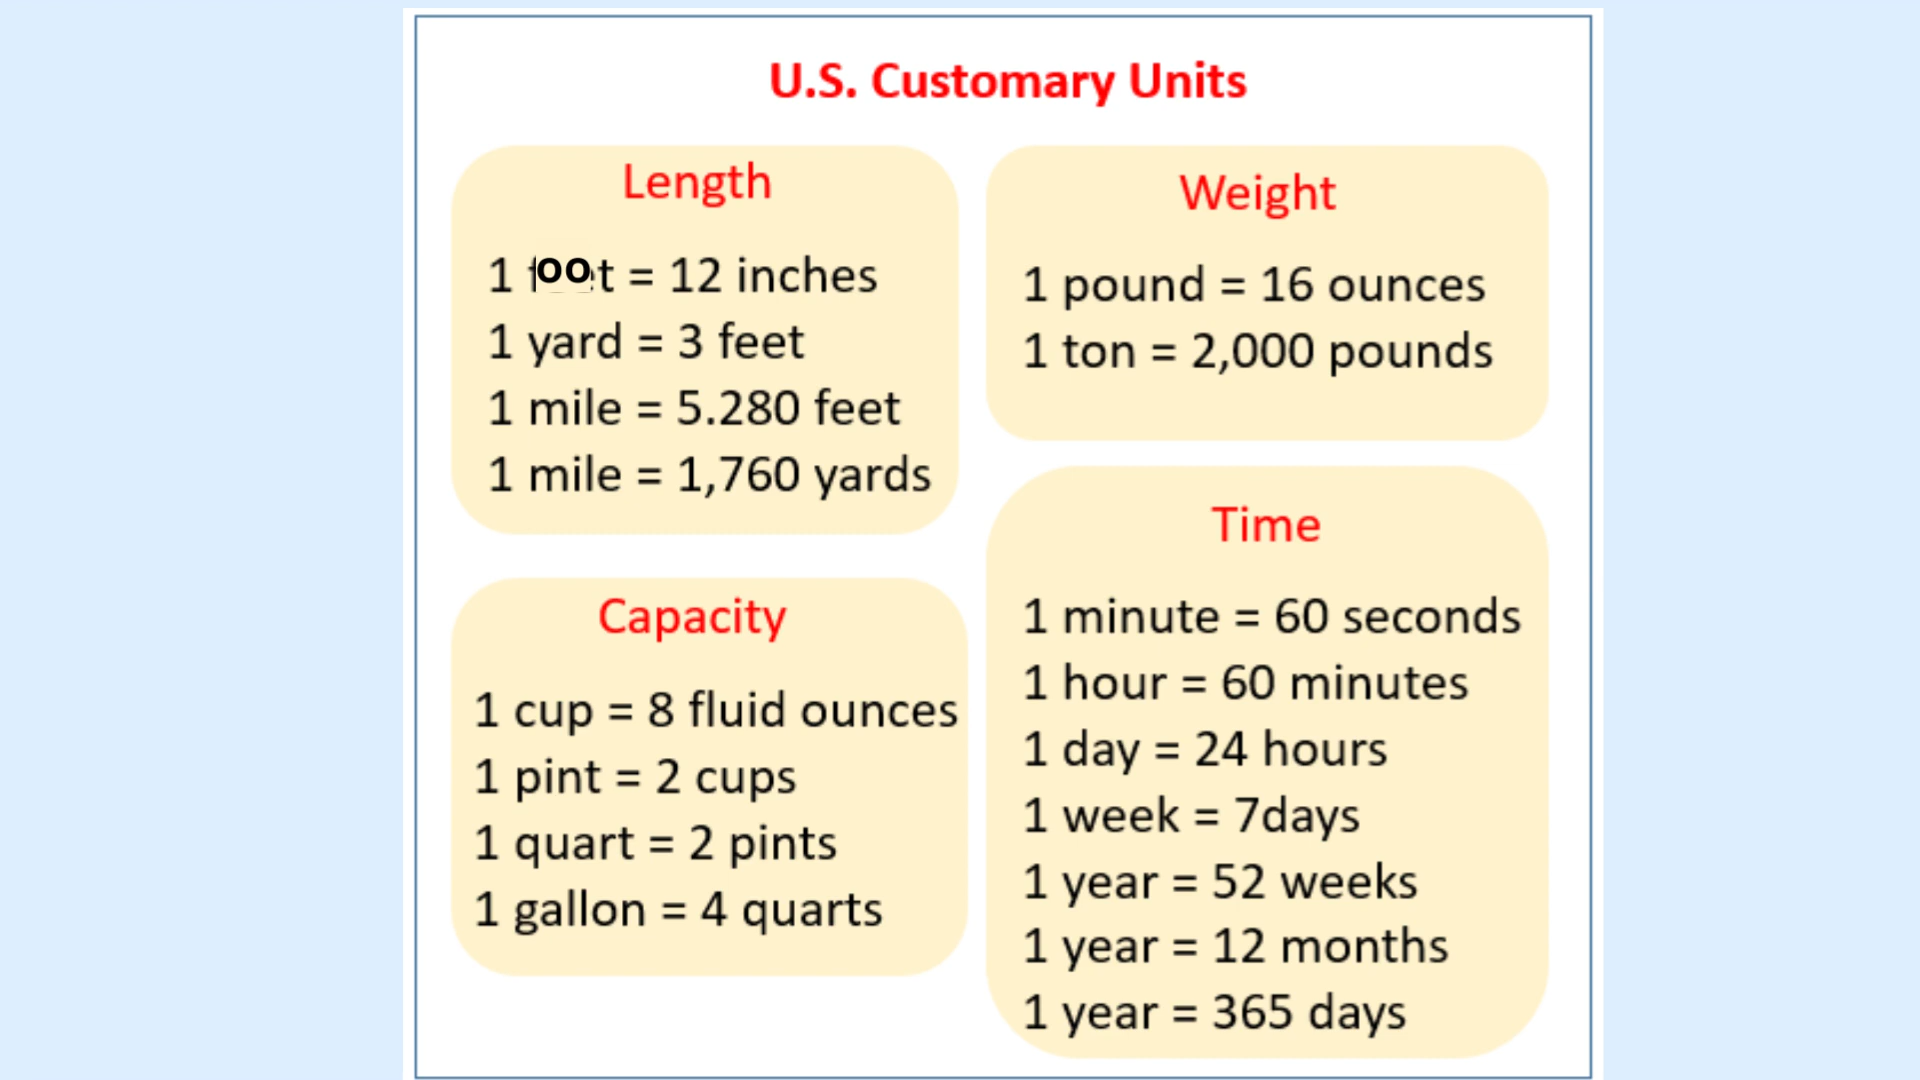 U.S. Customary Units
Length
1 foot = 12 inches
1 yard = 3 feet
1 mile = 5.280 feet
1 mile = 1,760 yards
Capacity
1 cup = 8 fluid ounces
1 pint = 2 cups
1 quart = 2 pints
1 gallon = 4 quarts
Weight
1 pound = 16 ounces
1 ton = 2,000 pounds
Time
1 minute = 60 seconds
1 hour = 60 minutes
1 day = 24 hours
1 week = 7days
1 year = 52 weeks
1 year = 12 months
1 year = 365 days